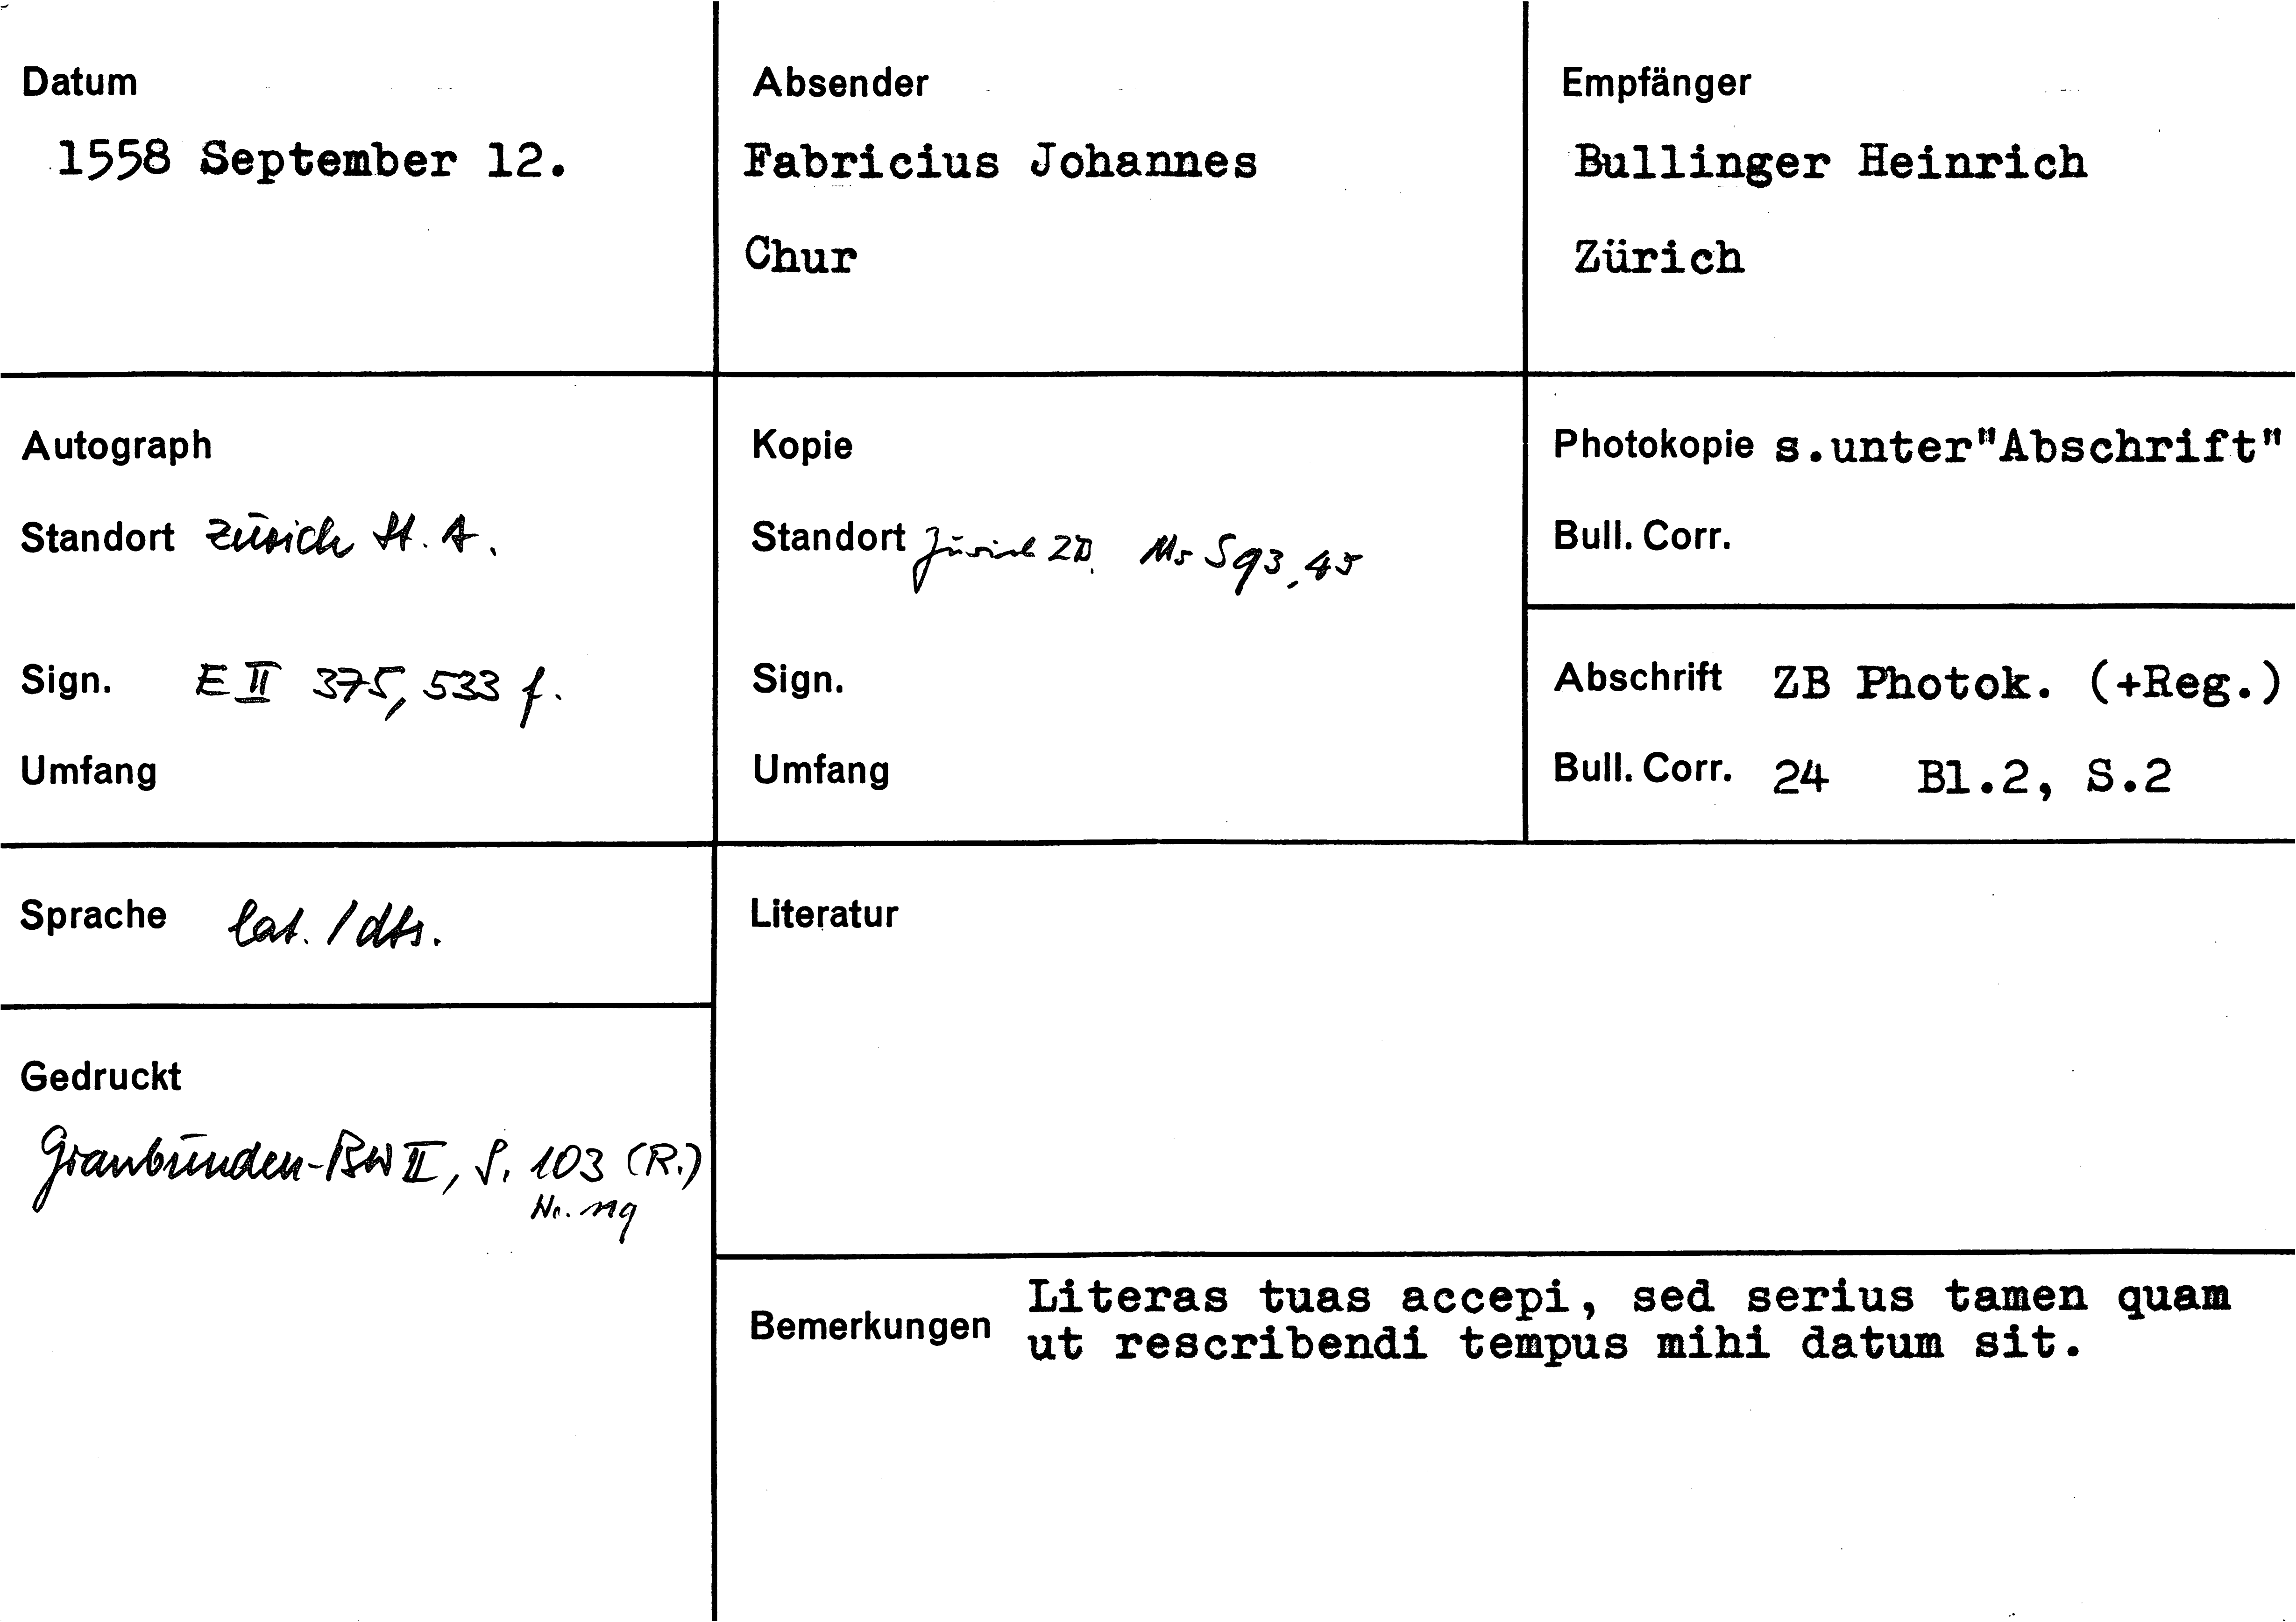 Datum
1558 September 12.
Absender
Fabricius Johannes
Chur
Empfänger
Bullinger Heinrich
Zürich
Autograph
Standort Zürich St. A.
Sign. E II 375, 533 f.
Umfang
Kopie
Standort Zürich ZB. Ms S 93, 45
Sign.
Umfang
Photokopie s.unter"Abschrift"
Bull. Corr.
Abschrift ZB Photok. (+Reg.)
Bull. Corr. 24 Bl.2, S.2
Sprache lat. / dts.
Gedruckt
Graubünden-BW II, S. 103 (R.)
Nr. 119
Literatur
Bemerkungen Literas tuas accepi, sed serius tamen quam
ut rescribendi tempus mihi datum sit.